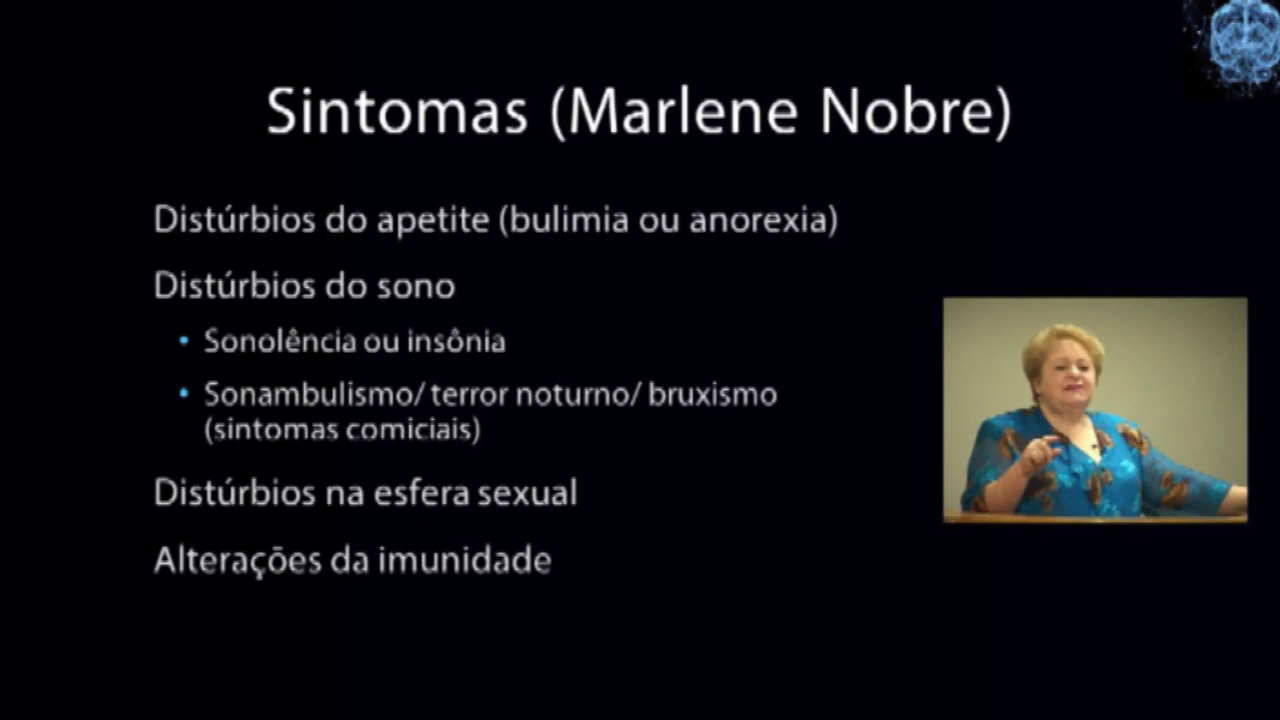 Sintomas (Marlene Nobre)
Distúrbios do apetite (bulimia ou anorexia)
Distúrbios do sono
• Sonolência ou insônia
• Sonambulismo/ terror noturno/ bruxismo
(sintomas comiciais)
Distúrbios na esfera sexual
Alterações da imunidade